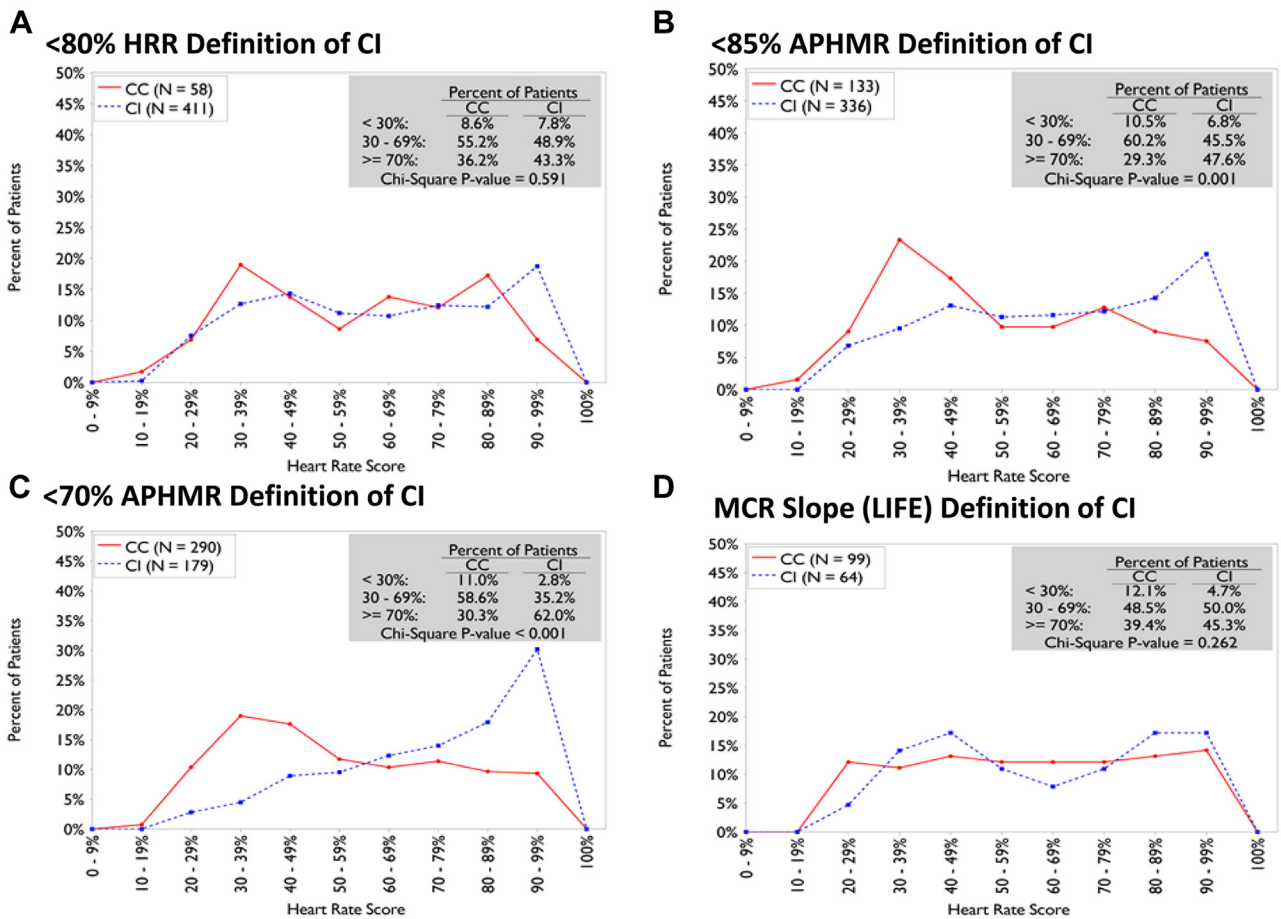 A
<80% HRR Definition of CI
50%
45%
40%
35%
30%
25%
20%
15%
10%
5%
0%
Percent of Patients
CC (N = 58)
CI (N = 411)
Percent of Patients
CC CI
< 30%: 8.6% 7.8%
30 - 69%: 55.2% 48.9%
>= 70%: 36.2% 43.3%
Chi-Square P-value = 0.591
0 - 9%
10 - 19%
20 - 29%
30 - 39%
40 - 49%
50 - 59%
60 - 69%
70 - 79%
80 - 89%
90 - 99%
100%
Heart Rate Score
B
<85% APHMR Definition of CI
50%
45%
40%
35%
30%
25%
20%
15%
10%
5%
0%
Percent of Patients
CC (N = 133)
CI (N = 336)
Percent of Patients
CC CI
< 30%: 10.5% 6.8%
30 - 69%: 60.2% 45.5%
>= 70%: 29.3% 47.6%
Chi-Square P-value = 0.001
0 - 9%
10 - 19%
20 - 29%
30 - 39%
40 - 49%
50 - 59%
60 - 69%
70 - 79%
80 - 89%
90 - 99%
100%
Heart Rate Score
C
<70% APHMR Definition of CI
50%
45%
40%
35%
30%
25%
20%
15%
10%
5%
0%
Percent of Patients
CC (N = 290)
CI (N = 179)
Percent of Patients
CC CI
< 30%: 11.0% 2.8%
30 - 69%: 58.6% 35.2%
>= 70%: 30.3% 62.0%
Chi-Square P-value < 0.001
0 - 9%
10 - 19%
20 - 29%
30 - 39%
40 - 49%
50 - 59%
60 - 69%
70 - 79%
80 - 89%
90 - 99%
100%
Heart Rate Score
D
MCR Slope (LIFE) Definition of CI
50%
45%
40%
35%
30%
25%
20%
15%
10%
5%
0%
Percent of Patients
CC (N = 99)
CI (N = 64)
Percent of Patients
CC CI
< 30%: 12.1% 4.7%
30 - 69%: 48.5% 50.0%
>= 70%: 39.4% 45.3%
Chi-Square P-value = 0.262
0 - 9%
10 - 19%
20 - 29%
30 - 39%
40 - 49%
50 - 59%
60 - 69%
70 - 79%
80 - 89%
90 - 99%
100%
Heart Rate Score